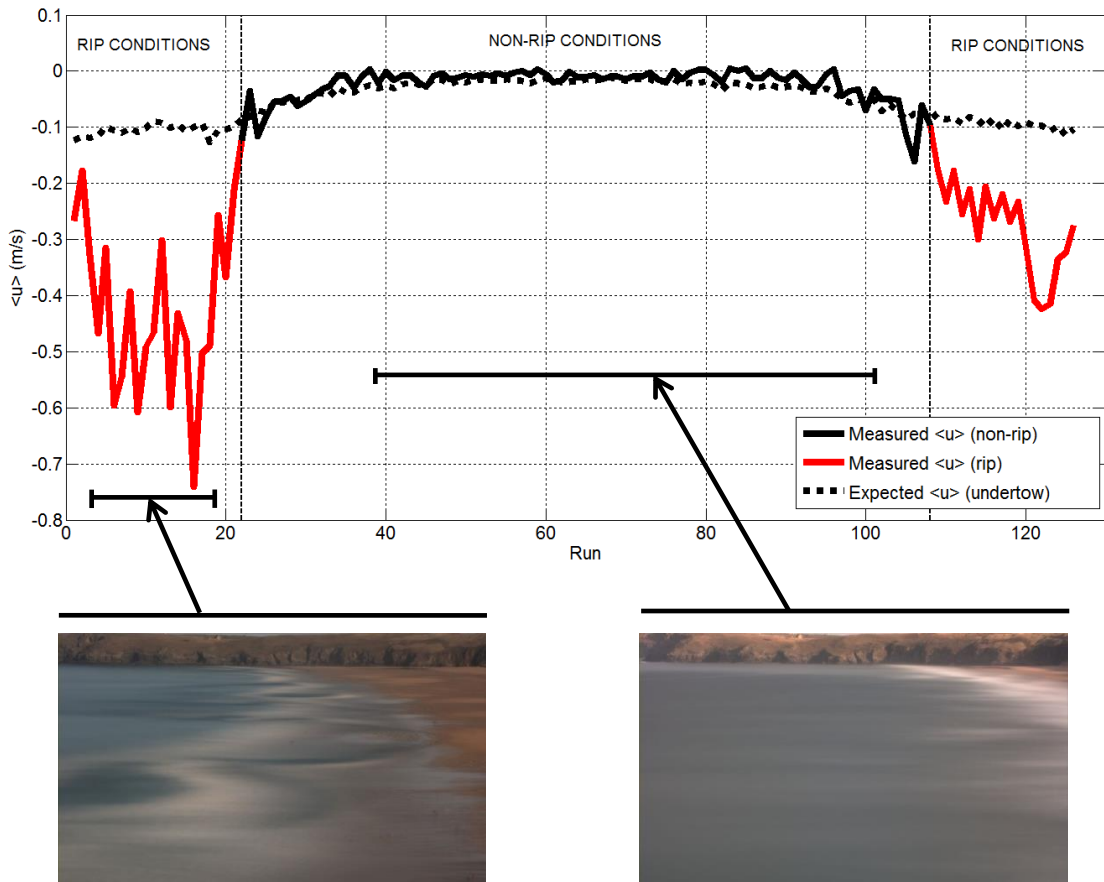 RIP CONDITIONS
NON-RIP CONDITIONS
RIP CONDITIONS
0.1
0
-0.1
-0.2
-0.3
-0.4
-0.5
-0.6
-0.7
-0.8
<u> (m/s)
Measured <u> (non-rip)
Measured <u> (rip)
Expected <u> (undertow)
0
20
40
60
80
100
120
Run